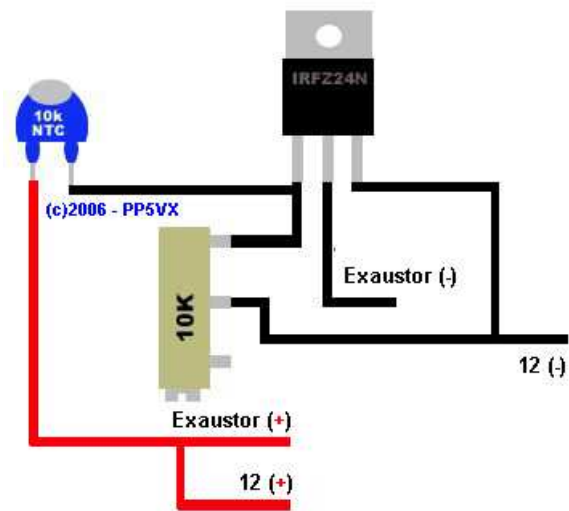 IRFZ24N
10k
NTC
(c)2006 - PP5VX
Exaustor (-)
10K
12 (-)
Exaustor (+)
12 (+)